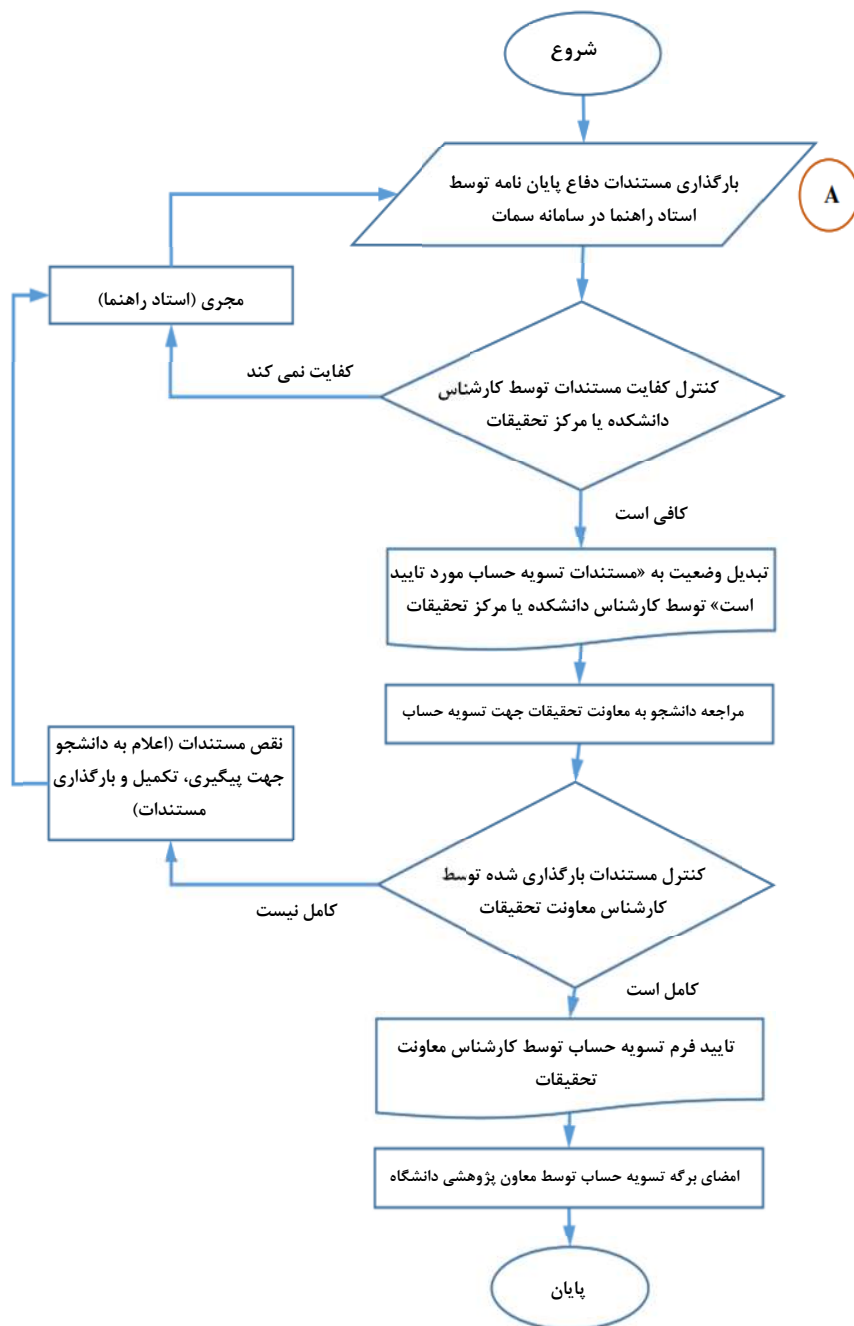 شروع
بارگذاری مستندات دفاع پایان نامه توسط
استاد راهنما در سامانه سمات
A
مجری (استاد راهنما)
کفایت نمی کند
کنترل کفایت مستندات توسط کارشناس
دانشکده یا مرکز تحقیقات
کافی است
تبدیل وضعیت به «مستندات تسویه حساب مورد تایید
است» توسط کارشناس دانشکده یا مرکز تحقیقات
مراجعه دانشجو به معاونت تحقیقات جهت تسویه حساب
نقص مستندات (اعلام به دانشجو
جهت پیگیری، تکمیل و بارگذاری
مستندات)
کنترل مستندات بارگذاری شده توسط
کارشناس معاونت تحقیقات
کامل نیست
کامل است
تایید فرم تسویه حساب توسط کارشناس معاونت
تحقیقات
امضای برگه تسویه حساب توسط معاون پژوهشی دانشگاه
پایان